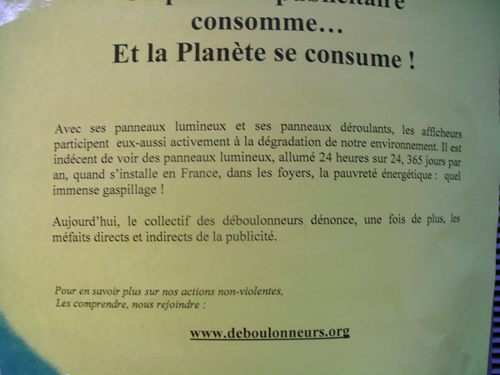 publicitaire
consomme…
Et la Planète se consume !
Avec ses panneaux lumineux et ses panneaux déroulants, les afficheurs
participent eux-aussi activement à la dégradation de notre environnement. Il est
indécent de voir des panneaux lumineux, allumé 24 heures sur 24, 365 jours par
an, quand s'installe en France, dans les foyers, la pauvreté énergétique : quel
immense gaspillage !
Aujourd'hui, le collectif des déboulonneurs dénonce, une fois de plus, les
méfaits directs et indirects de la publicité.
Pour en savoir plus sur nos actions non-violentes,
Les comprendre, nous rejoindre :
www.deboulonneurs.org